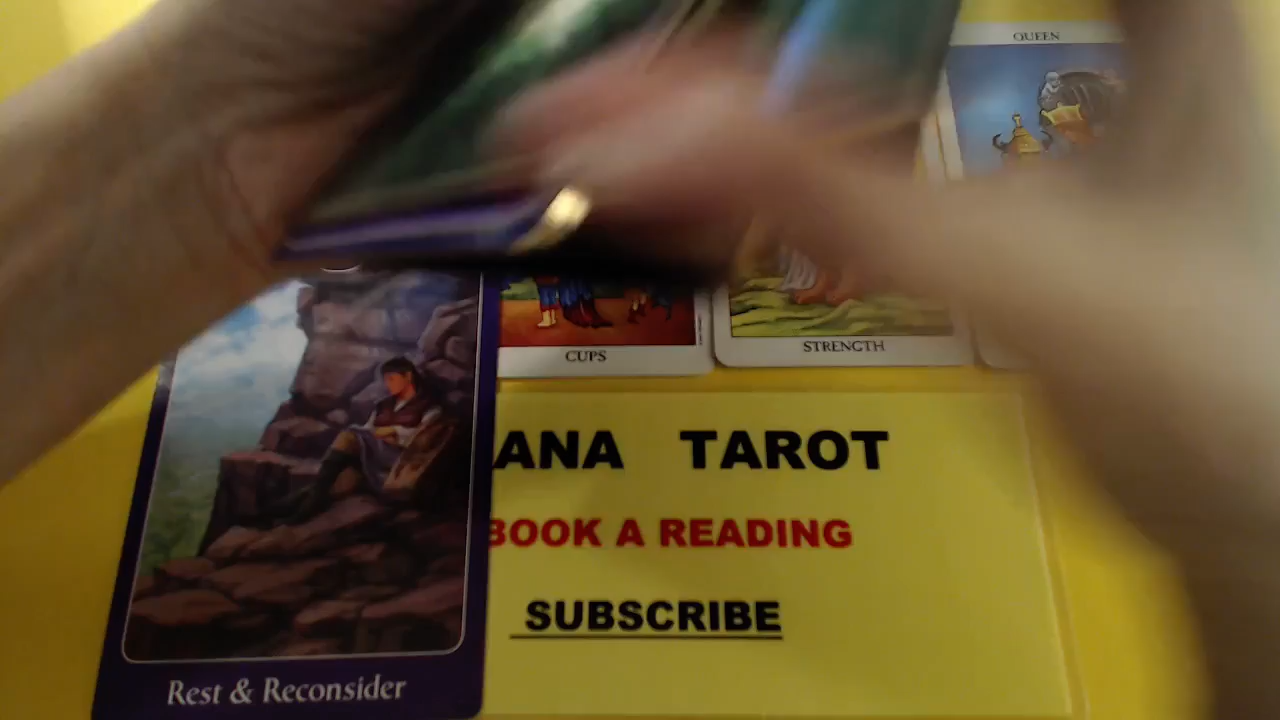 QUEEN
CUPS
STRENGTH
ANA TAROT
BOOK A READING
SUBSCRIBE
Rest & Reconsider